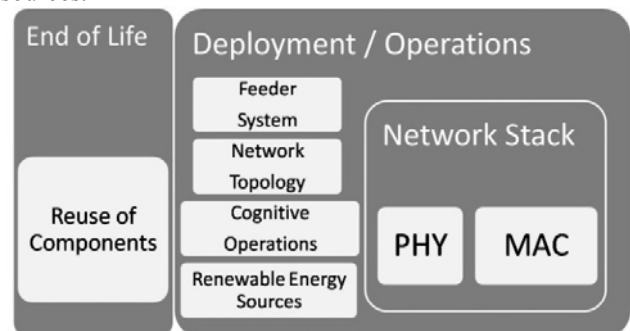 End of Life
Reuse of
Components
Deployment / Operations
Feeder
System
Network
Topology
Cognitive
Operations
Renewable Energy
Sources
Network Stack
PHY
MAC